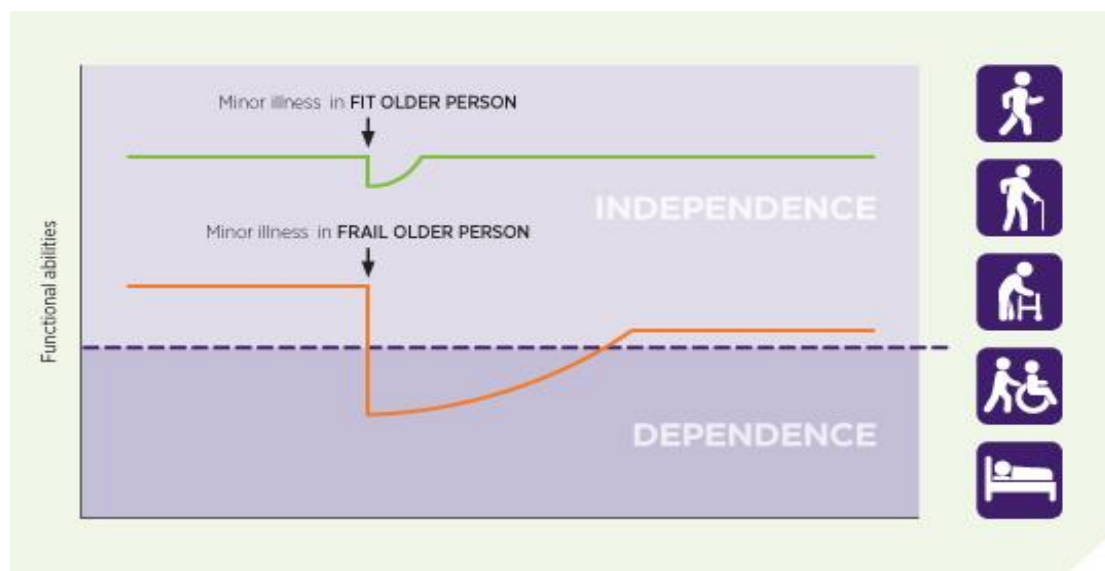 Minor illness in FIT OLDER PERSON
INDEPENDENCE
Minor illness in FRAIL OLDER PERSON
Functional abilities
DEPENDENCE